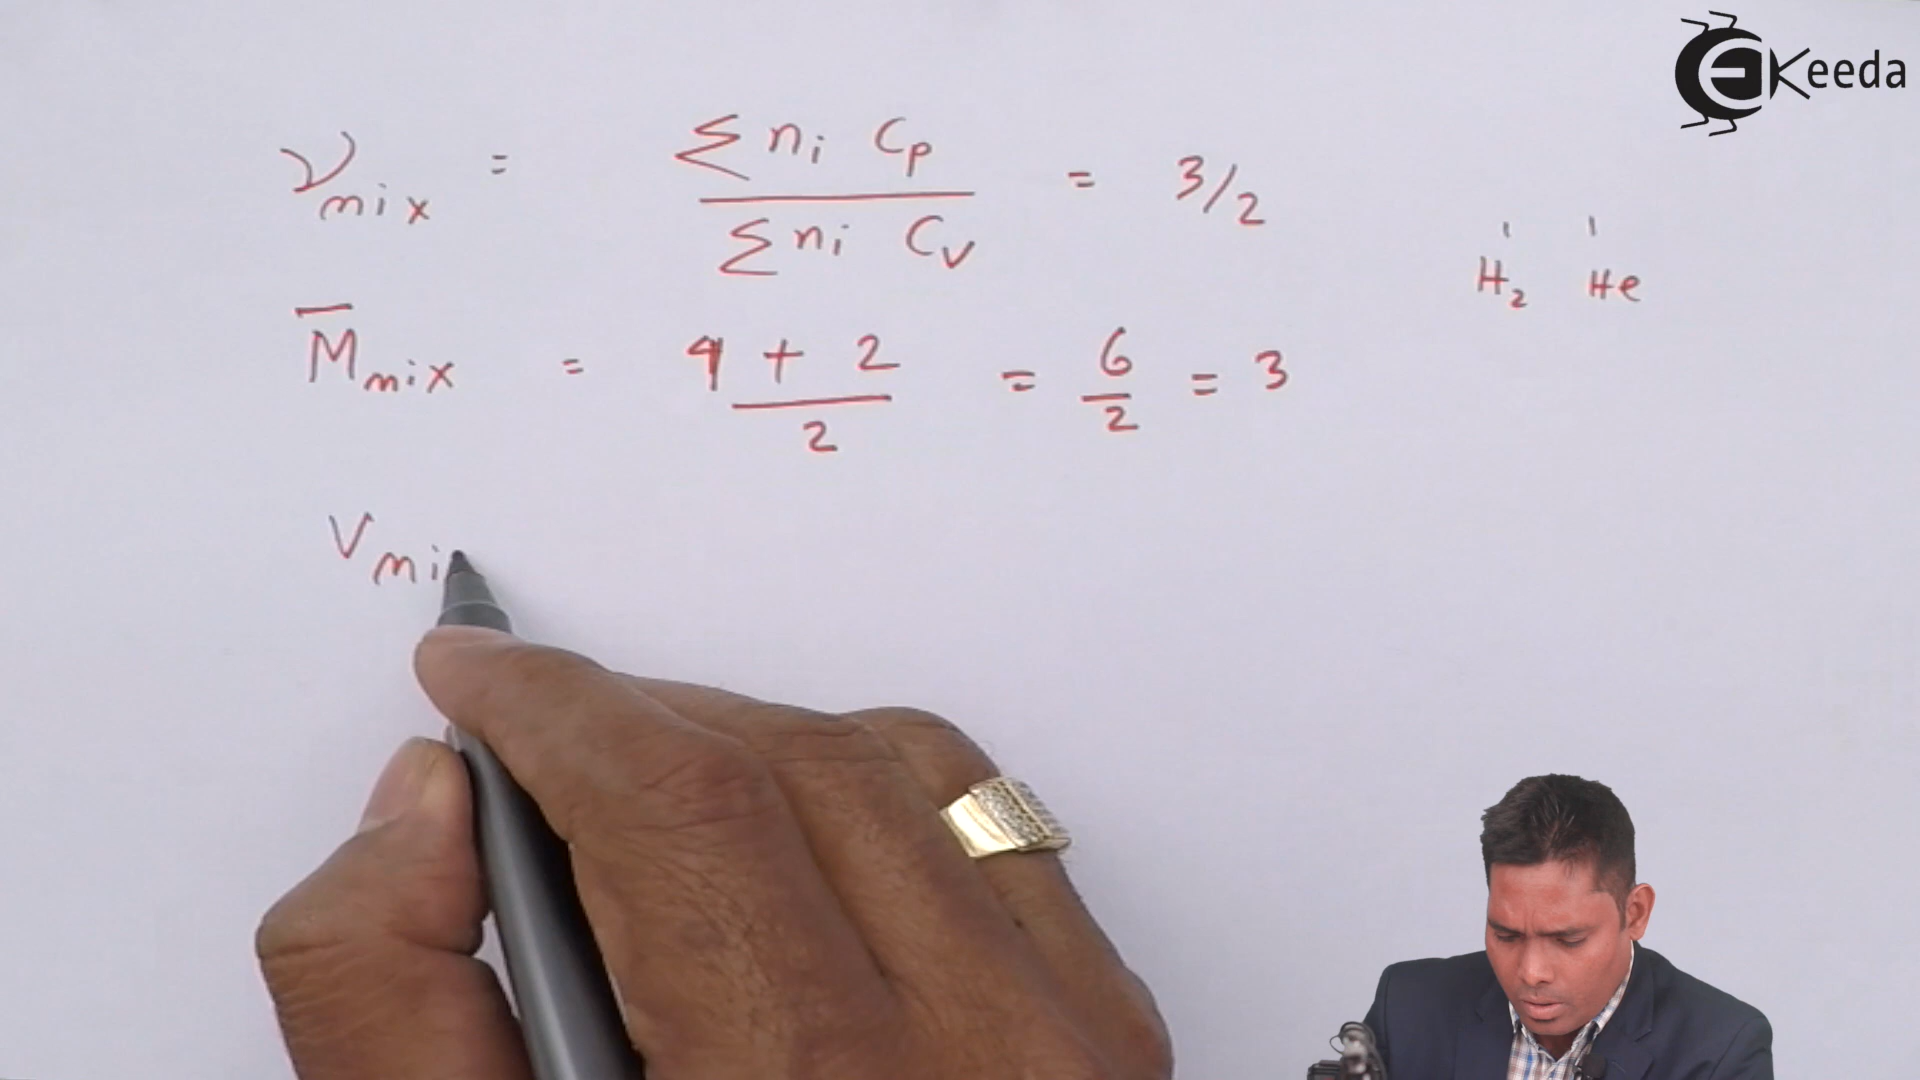 EKeeda
γmix = Σ ni Cp / Σ ni Cv = 3/2
H2 He
M̅mix = 4 + 2 / 2 = 6 / 2 = 3
Vmi